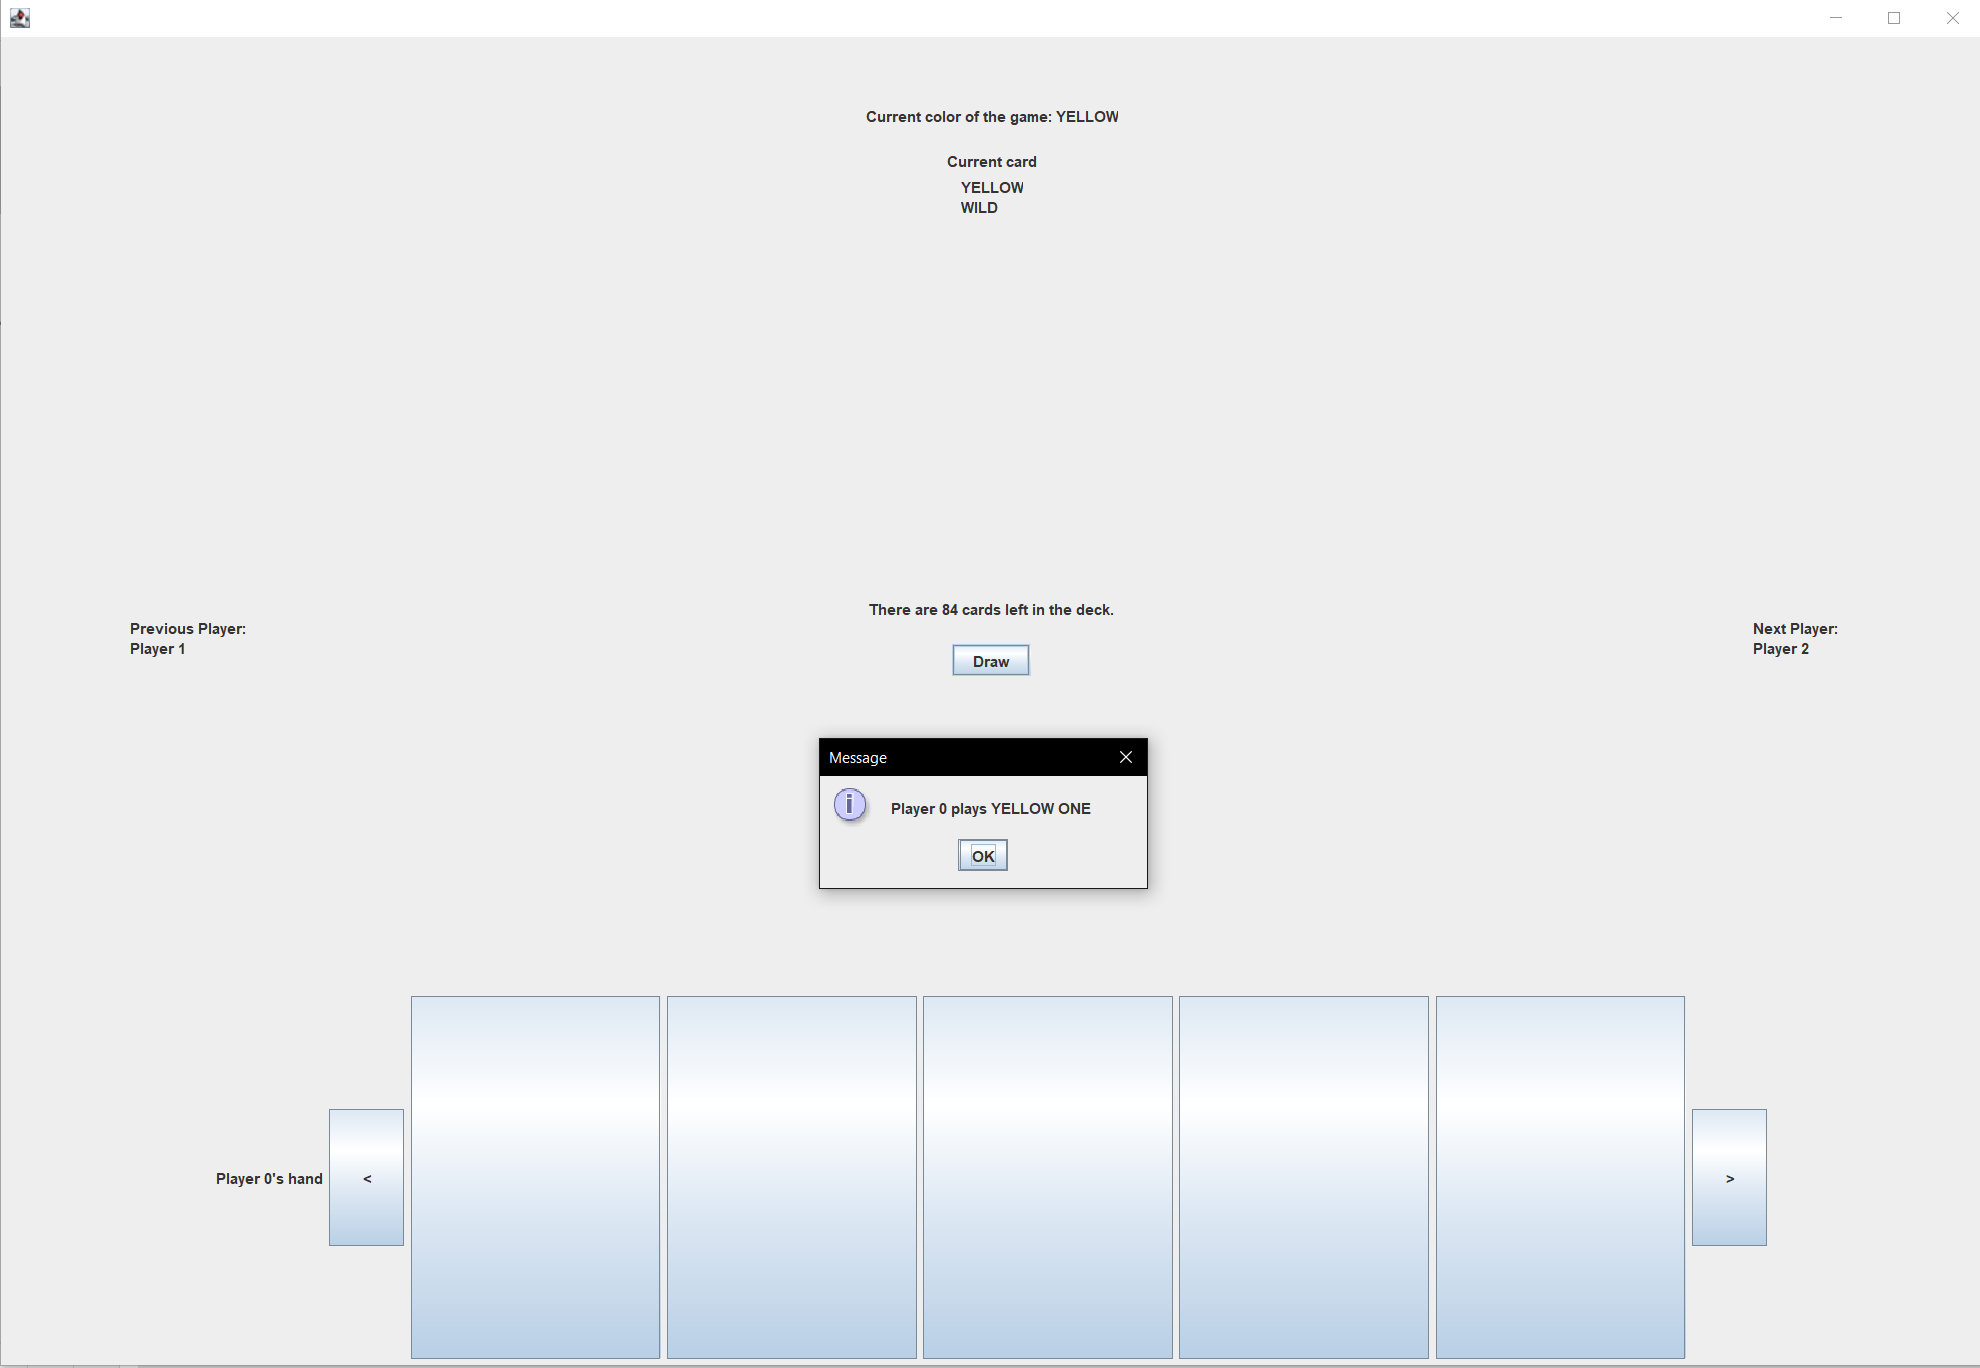 Current color of the game: YELLOW
Current card
YELLOW
WILD
There are 84 cards left in the deck.
Previous Player:
Player 1
Next Player:
Player 2
Draw
Message
Player 0 plays YELLOW ONE
OK
Player 0's hand
<
>